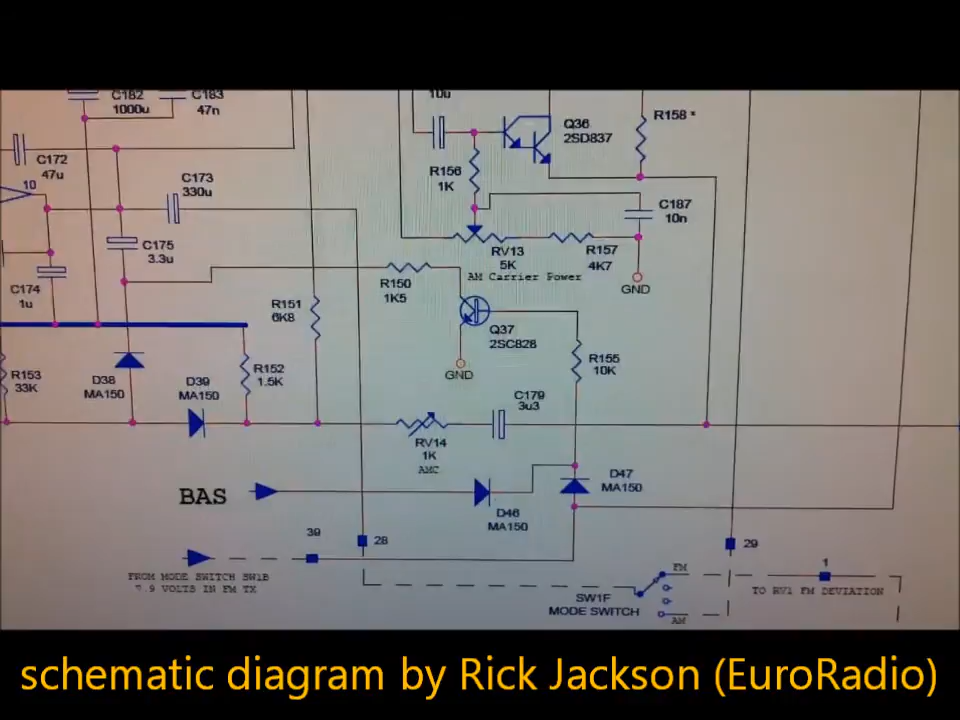 C182
1000u
C183
47n
10u
R158 *
Q36
2SD837
C172
47u
10
R156
1K
C173
330u
C187
10n
C175
3.3u
RV13
5K
R157
4K7
AM Carrier Power
GND
C174
1u
R150
1K5
R151
6K8
Q37
2SC828
R155
10K
GND
R153
33K
D38
MA150
D39
MA150
R152
1.5K
C179
3u3
RV14
1K
AMC
D47
MA150
BAS
D46
MA150
39
28
29
FROM MODE SWITCH SW1B
7.9 VOLTS IN FM TX
FM
1
SW1F
MODE SWITCH
AM
TO RV1 FM DEVIATION
schematic diagram by Rick Jackson (EuroRadio)